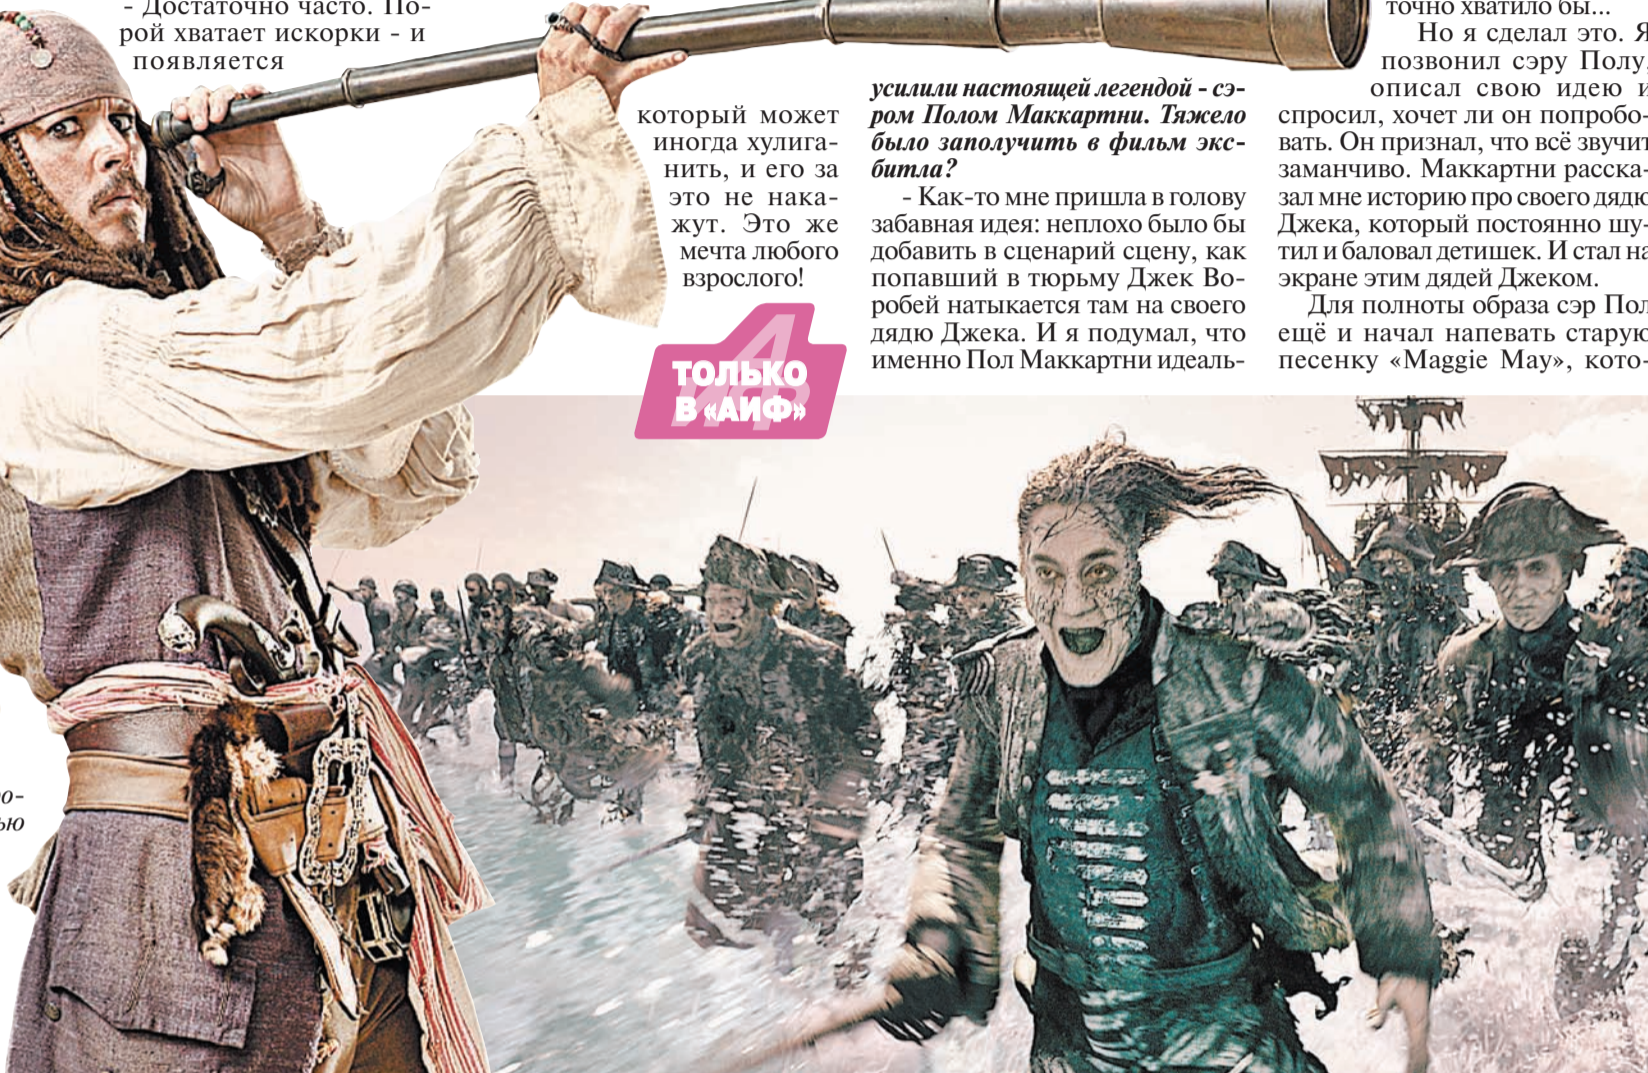 - Достаточно часто. По-
рой хватает искорки - и
появляется
который может
иногда хулига-
нить, и его за
это не нака-
жут. Это же
мечта любого
взрослого!
ТОЛЬКО
В «АИФ»
усилили настоящей легендой - сэ-
ром Полом Маккартни. Тяжело
было заполучить в фильм экс-
битла?
- Как-то мне пришла в голову
забавная идея: неплохо было бы
добавить в сценарий сцену, как
попавший в тюрьму Джек Во-
робей натыкается там на своего
дядю Джека. И я подумал, что
именно Пол Маккартни идеаль-
точно хватило бы...
Но я сделал это. Я
позвонил сэру Полу,
описал свою идею и
спросил, хочет ли он попробо-
вать. Он признал, что всё звучит
заманчиво. Маккартни расска-
зал мне историю про своего дядю
Джека, который постоянно шу-
тил и баловал детишек. И стал на
экране этим дядей Джеком.
Для полноты образа сэр Пол
ещё и начал напевать старую
песенку «Maggie May», кото-